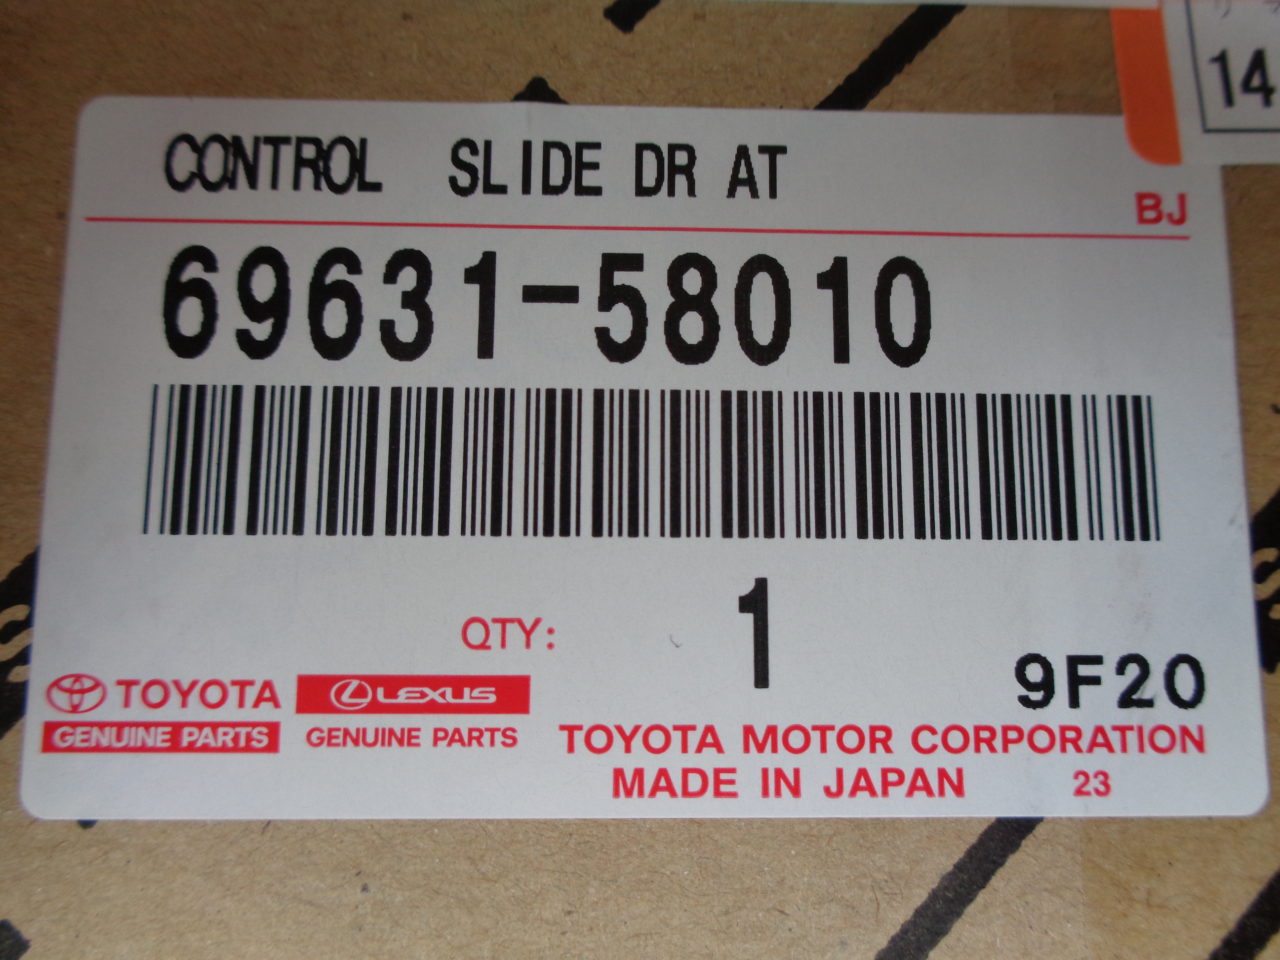 14
CONTROL SLIDE DR AT
BJ
69631-58010
QTY: 1
9F20
TOYOTA
GENUINE PARTS
LEXUS
GENUINE PARTS
TOYOTA MOTOR CORPORATION
MADE IN JAPAN 23